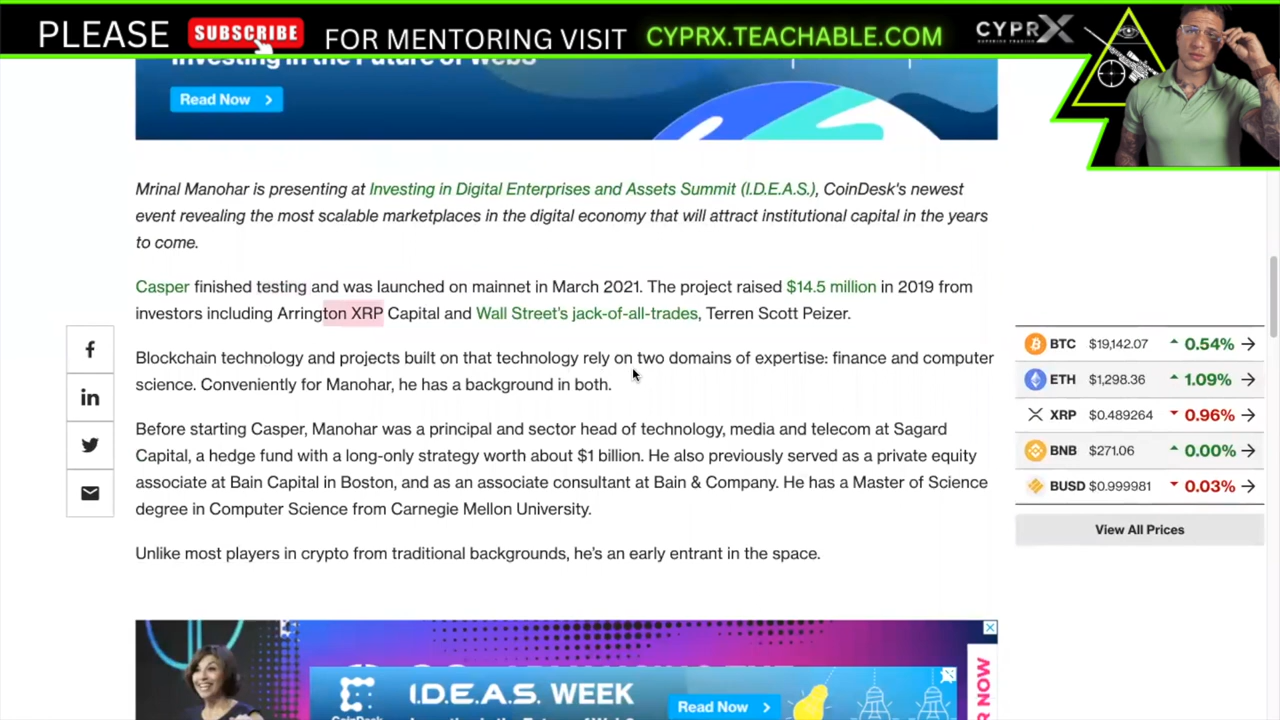 PLEASE SUBSCRIBE FOR MENTORING VISIT CYPRX.TEACHABLE.COM CYPRX
Investing in the Future of Web3
Read Now >
Mrinal Manohar is presenting at Investing in Digital Enterprises and Assets Summit (I.D.E.A.S.), CoinDesk's newest
event revealing the most scalable marketplaces in the digital economy that will attract institutional capital in the years
to come.
Casper finished testing and was launched on mainnet in March 2021. The project raised $14.5 million in 2019 from
investors including Arrington XRP Capital and Wall Street's jack-of-all-trades, Terren Scott Peizer.
Blockchain technology and projects built on that technology rely on two domains of expertise: finance and computer
science. Conveniently for Manohar, he has a background in both.
Before starting Casper, Manohar was a principal and sector head of technology, media and telecom at Sagard
Capital, a hedge fund with a long-only strategy worth about $1 billion. He also previously served as a private equity
associate at Bain Capital in Boston, and as an associate consultant at Bain & Company. He has a Master of Science
degree in Computer Science from Carnegie Mellon University.
Unlike most players in crypto from traditional backgrounds, he's an early entrant in the space.
BTC $19,142.07 0.54%
ETH $1,298.36 1.09%
XRP $0.489264 0.96%
BNB $271.06 0.00%
BUSD $0.999981 0.03%
View All Prices
I.D.E.A.S. WEEK
Read Now >